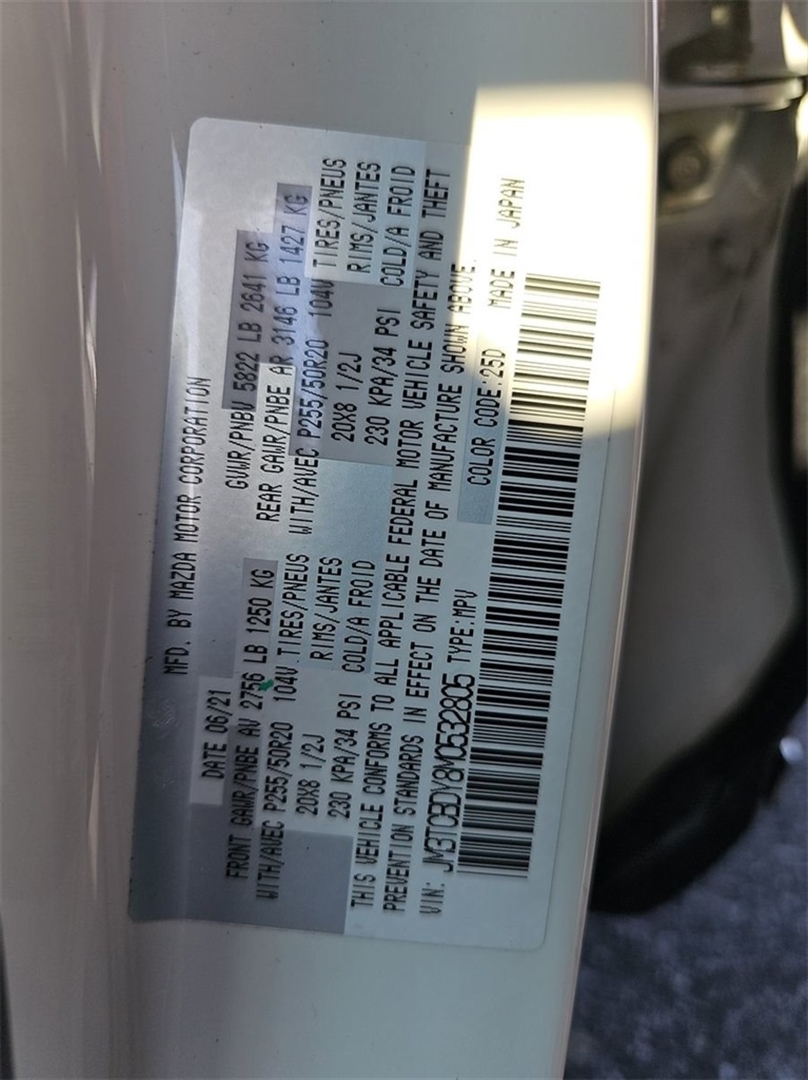 MFD. BY MAZDA MOTOR CORPORATION
DATE 06/21 GVWR/PNBV 5822 LB 2641 KG
FRONT GAWR/PNBE AV 2756 LB 1250 KG REAR GAWR/PNBE AR 3146 LB 1427 KG
WITH/AVEC P255/50R20 104V TIRES/PNEUS WITH/AVEC P255/50R20 104V TIRES/PNEUS
20X8 1/2J RIMS/JANTES 20X8 1/2J RIMS/JANTES
230 KPA/34 PSI COLD/A FROID 230 KPA/34 PSI COLD/A FROID
THIS VEHICLE CONFORMS TO ALL APPLICABLE FEDERAL MOTOR VEHICLE SAFETY AND THEFT
PREVENTION STANDARDS IN EFFECT ON THE DATE OF MANUFACTURE SHOWN ABOVE.
VIN: JM3TCBDY8M0532805 TYPE:MPV COLOR CODE:25D MADE IN JAPAN